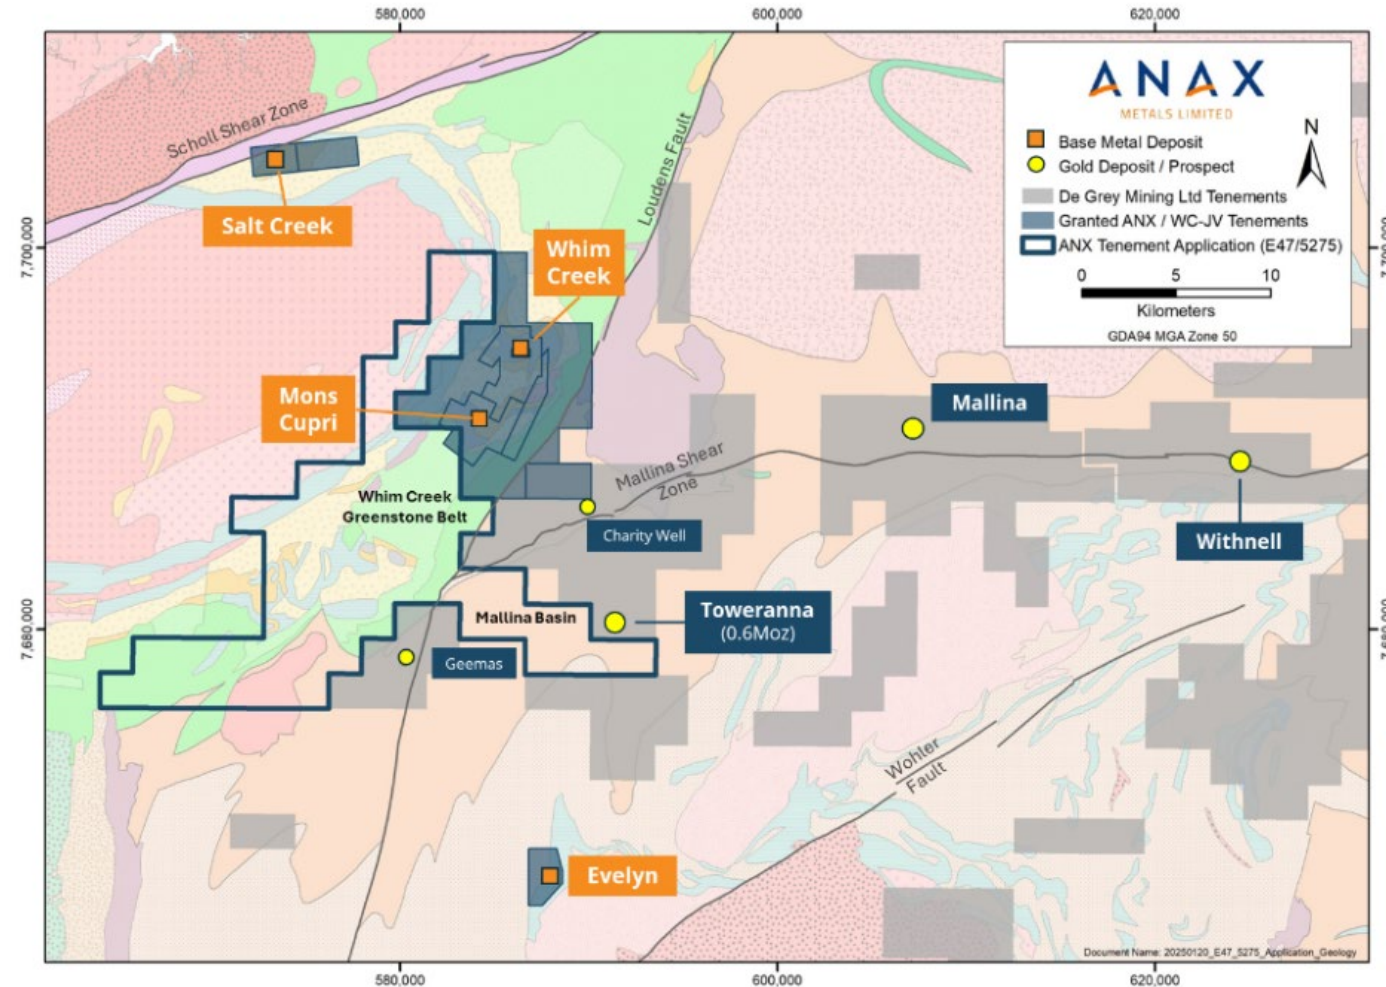 580,000
600,000
620,000
ANAX
METALS LIMITED
Base Metal Deposit
Gold Deposit / Prospect
De Grey Mining Ltd Tenements
Granted ANX / WC-JV Tenements
ANX Tenement Application (E47/5275)
0
5
10
Kilometers
GDA94 MGA Zone 50
N
Scholl Shear Zone
Loudens Fault
Salt Creek
7,700,000
Whim
Creek
Mons
Cupri
Mallina
Mallina Shear
Zone
Whim Creek
Greenstone Belt
Charity Well
Withnell
Toweranna
(0.6Moz)
Mallina Basin
7,680,000
Geemas
Wohler
Fault
Evelyn
Document Name: 20250120_E47_5275_Application_Geology
580,000
600,000
620,000